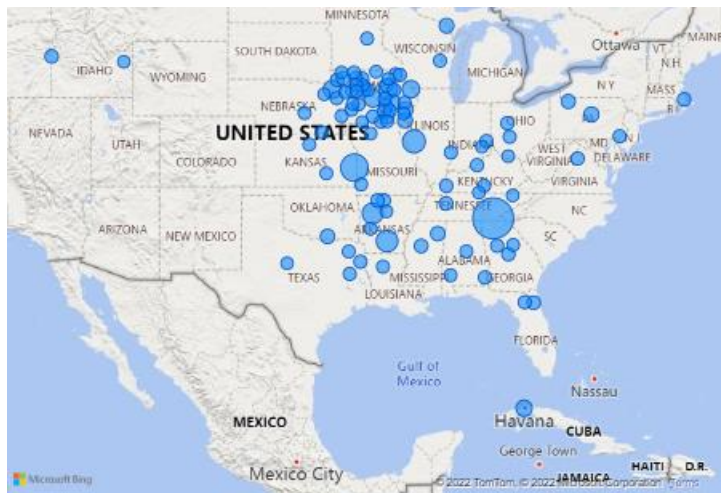 MINNESOTA
MAINE
Ottawa
SOUTH DAKOTA
WISCONSIN
VT
N.H.
IDAHO
WYOMING
MICHIGAN
N Y
MASS
NEBRASKA
R I
NEVADA
UNITED STATES
ILLINOIS
OHIO
UTAH
INDIANA
MD
N J
COLORADO
KANSAS
MISSOURI
WEST
VIRGINIA
DELAWARE
KENTUCKY
VIRGINIA
OKLAHOMA
TENNESSEE
NC
ARIZONA
NEW MEXICO
ARKANSAS
SC
TEXAS
MISSISSIPPI
ALABAMA
GEORGIA
LOUISIANA
FLORIDA
Gulf of
Mexico
Nassau
MEXICO
Havana
CUBA
George Town
HAITI
D.R.
Mexico City
JAMAICA
Microsoft Bing
© 2022 TomTom, © 2022 Microsoft Corporation Terms